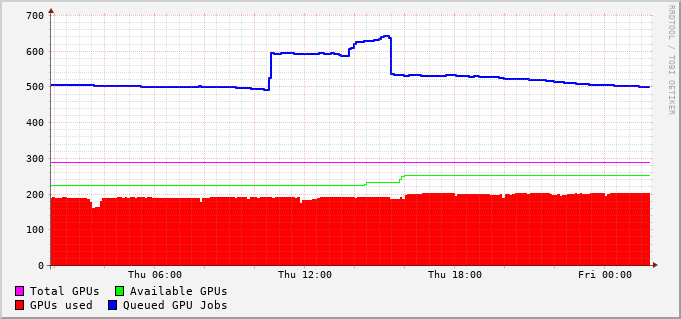 700
600
500
400
300
200
100
0
Thu 06:00 Thu 12:00 Thu 18:00 Fri 00:00
Total GPUs Available GPUs
GPUs used Queued GPU Jobs
RRDTOOL / TOBI OETIKER